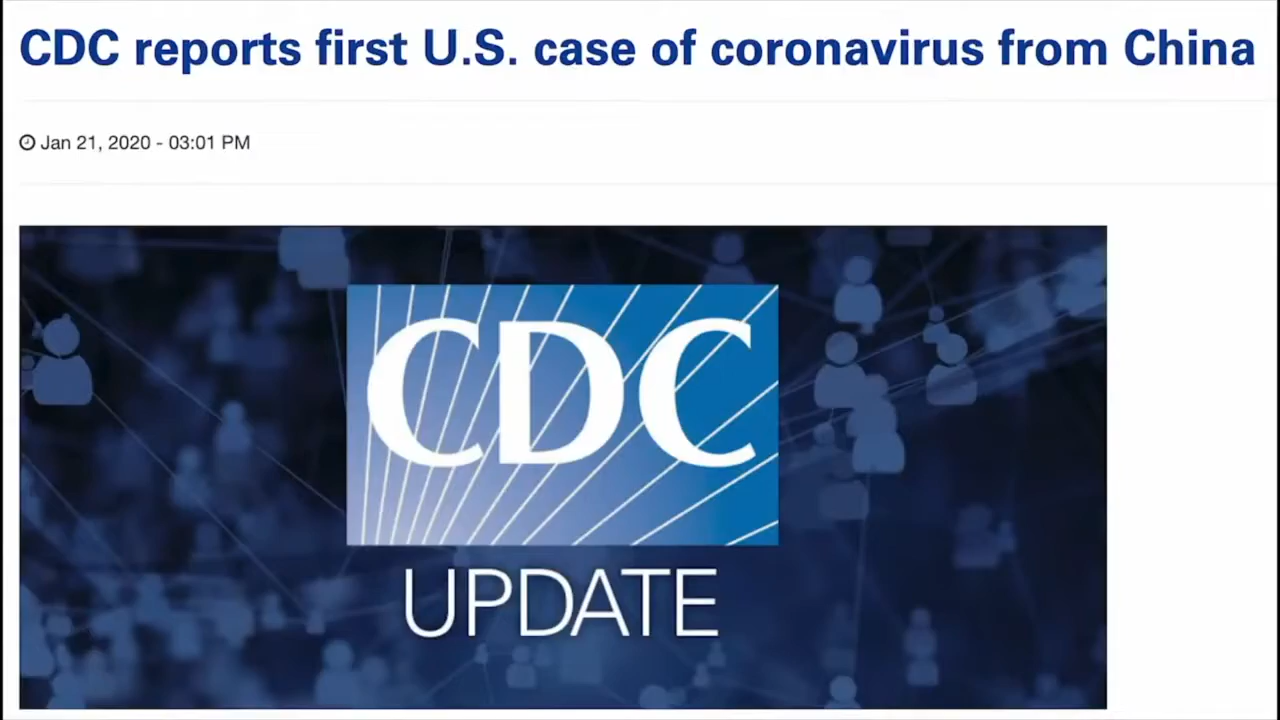 CDC reports first U.S. case of coronavirus from China
Jan 21, 2020 - 03:01 PM
CDC
UPDATE